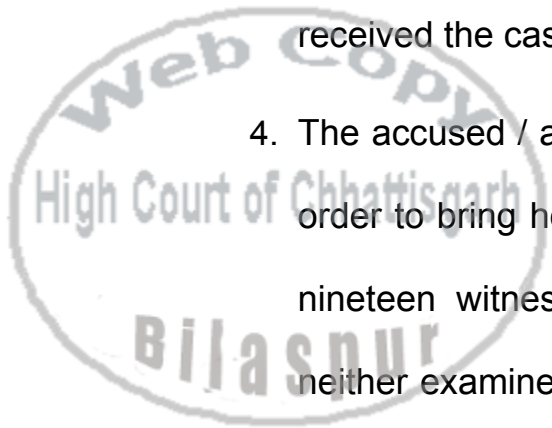 received the cas
4. The accused / a
order to bring h
nineteen witnes
neither examine
Web Copy
High Court of Chhattisgarh
Bilaspur